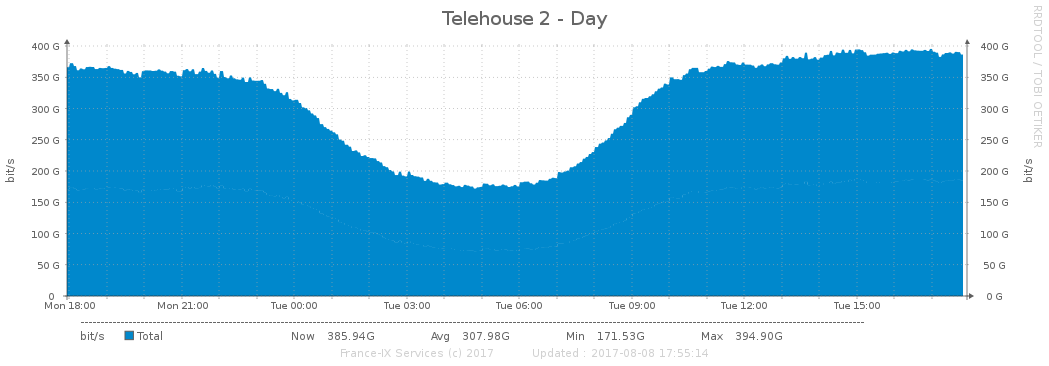 Telehouse 2 - Day
RRDTOOL / TOBI OETIKER
400 G 400 G
350 G 350 G
300 G 300 G
250 G 250 G
200 G 200 G
150 G 150 G
100 G 100 G
50 G 50 G
0 0 G
bit/s bit/s
Mon 18:00 Mon 21:00 Tue 00:00 Tue 03:00 Tue 06:00 Tue 09:00 Tue 12:00 Tue 15:00
bit/s Total Now 385.94G Avg 307.98G Min 171.53G Max 394.90G
France-IX Services (c) 2017 Updated : 2017-08-08 17:55:14